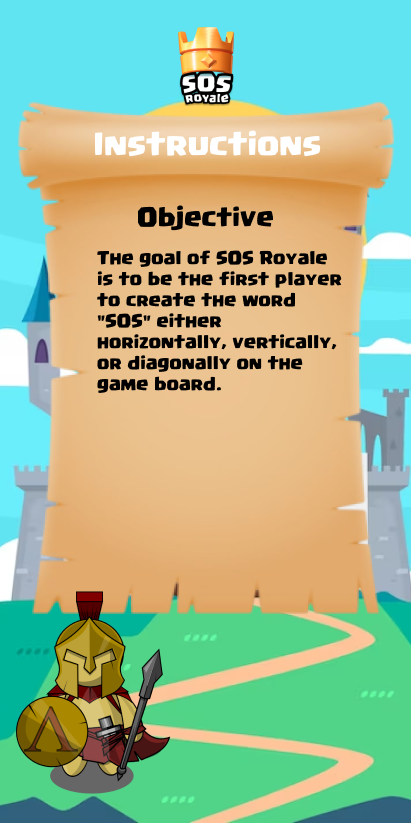 SOS
Royale
Instructions
Objective
The goal of SOS Royale
is to be the first player
to create the word
"SOS" either
horizontally, vertically,
or diagonally on the
game board.
Λ